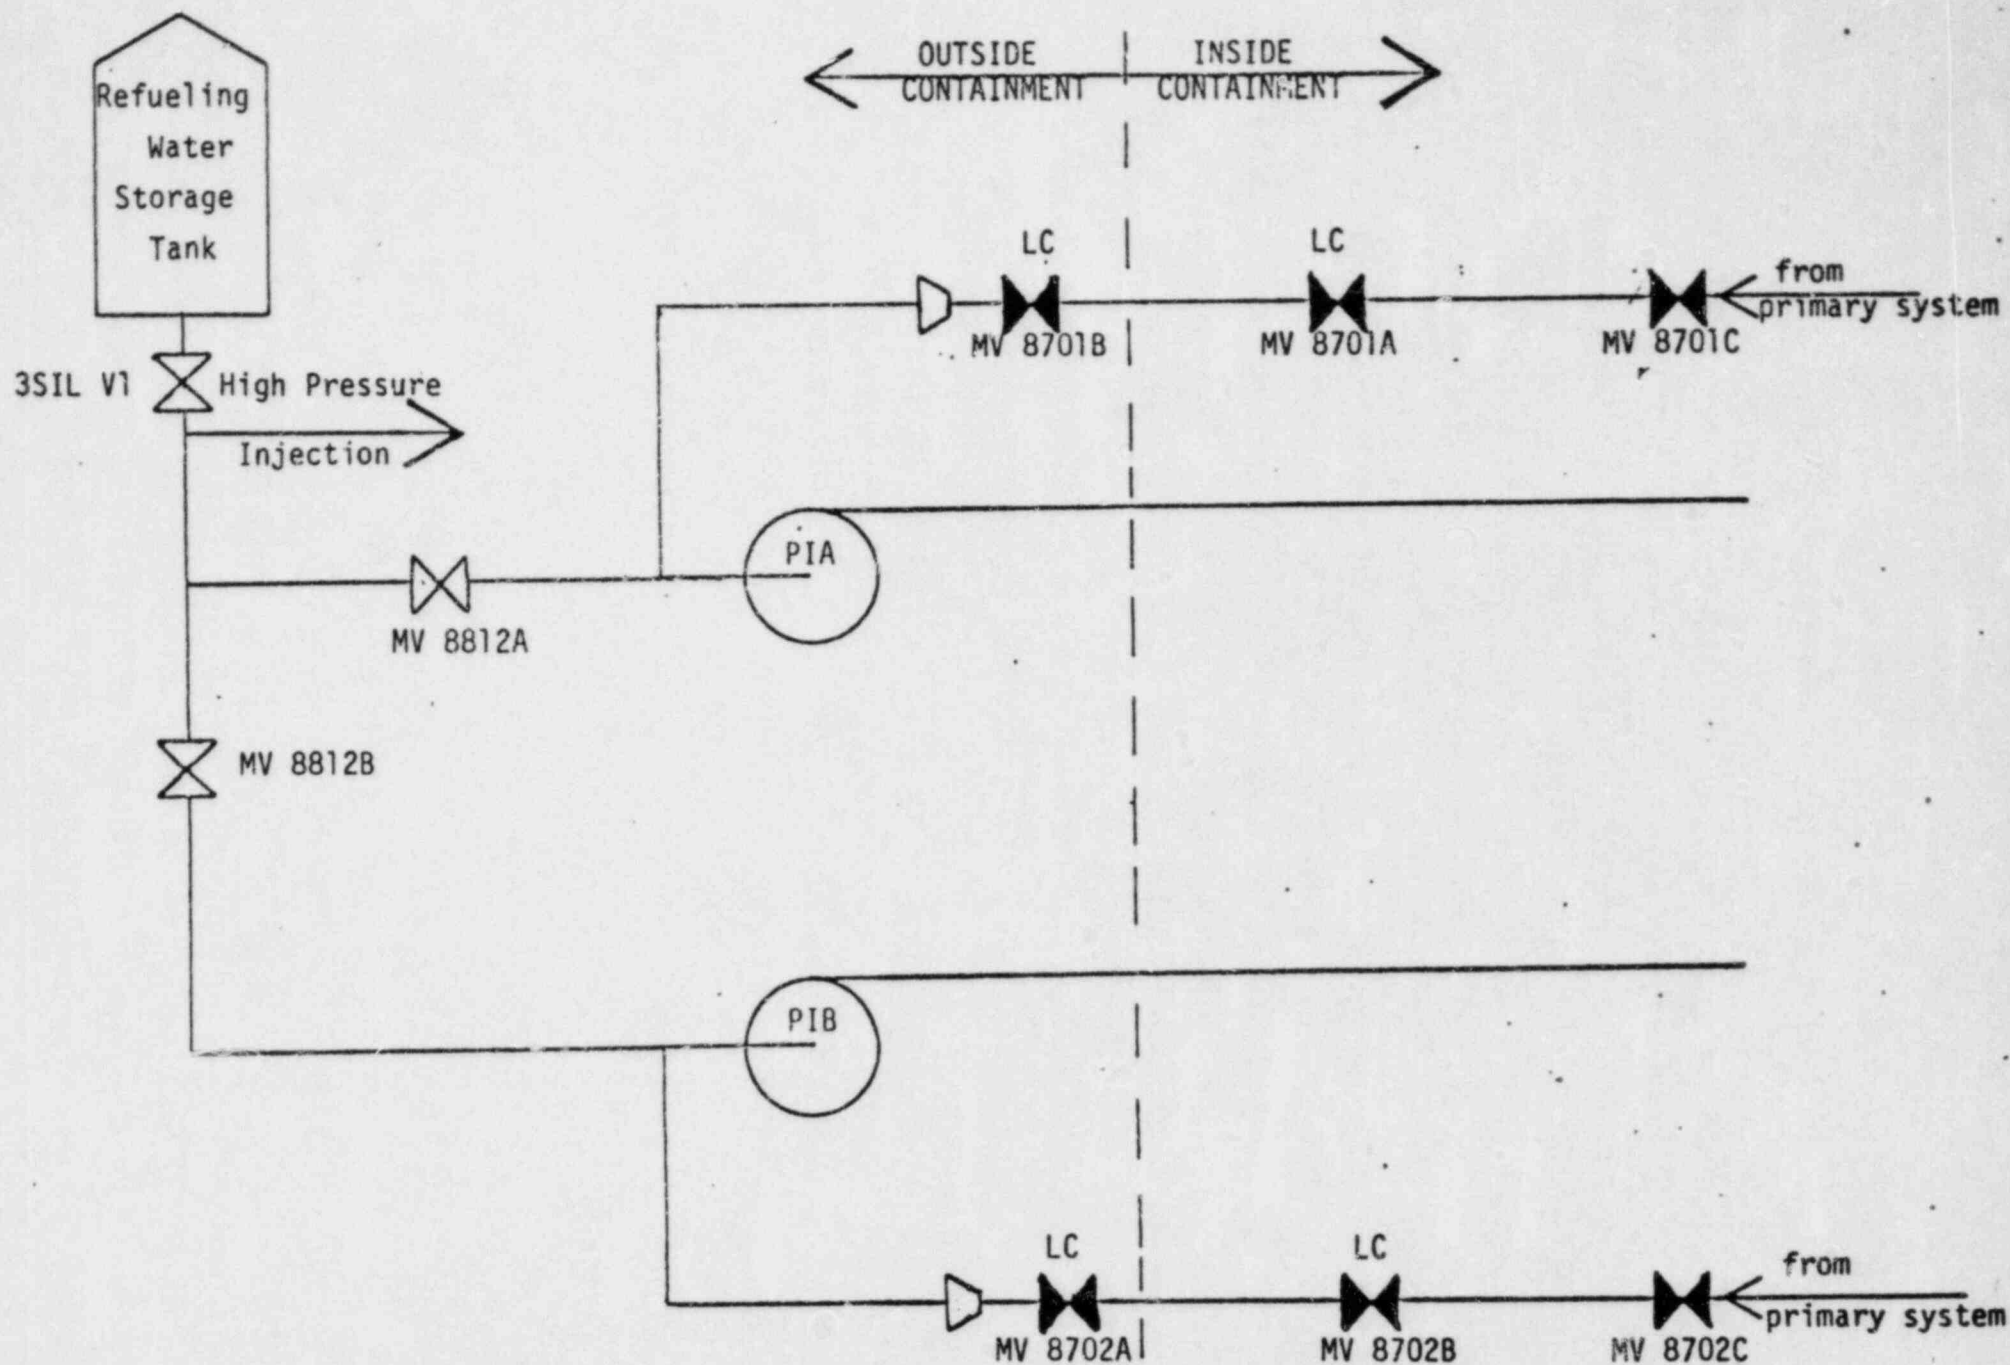 Refueling
Water
Storage
Tank
OUTSIDE
CONTAINMENT
INSIDE
CONTAINMENT
LC
LC
from
primary system
MV 8701B
MV 8701A
MV 8701C
3SIL V1
High Pressure
Injection
PIA
MV 8812A
MV 8812B
PIB
LC
LC
from
primary system
MV 8702A
MV 8702B
MV 8702C